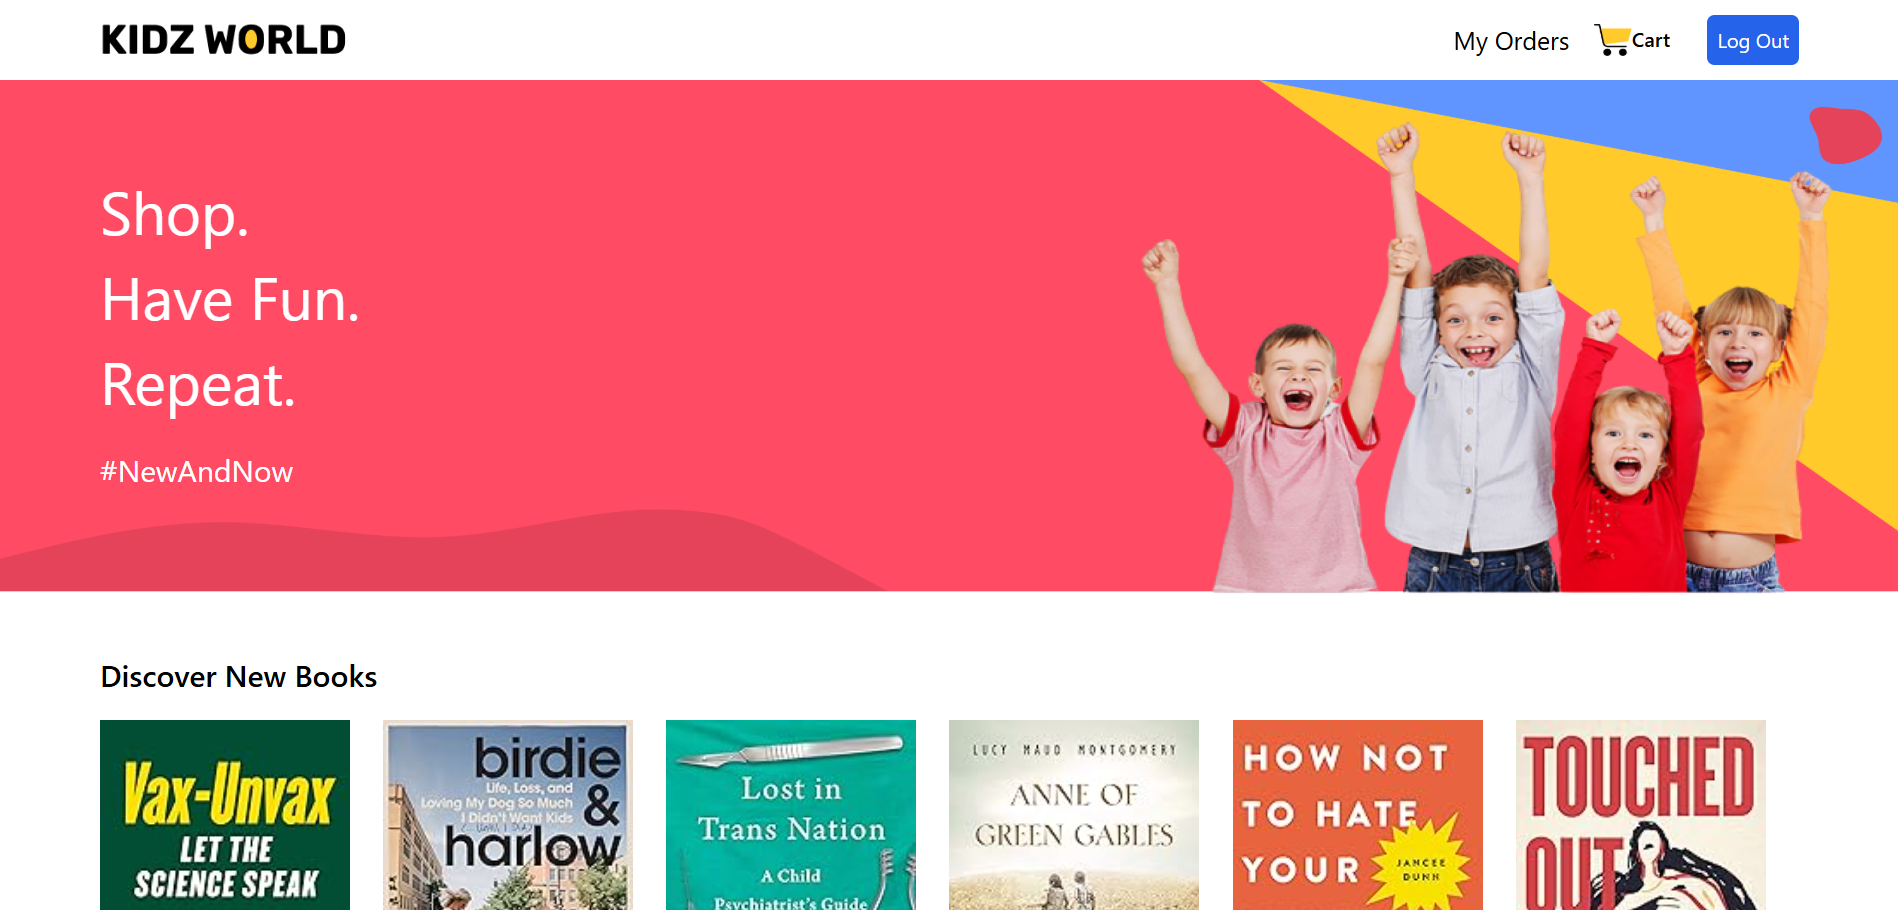 KIDZ WORLD
My Orders
Cart
Log Out
Shop.
Have Fun.
Repeat.
#NewAndNow
Discover New Books
Vax-Unvax
LET THE
SCIENCE SPEAK
birdie
Life, Loss, and
Loving My Dog So Much
I Didn't Want Kids
&
harlow
Lost in
Trans Nation
A Child
Psychiatrist's Guide
LUCY MAUD MONTGOMERY
ANNE OF
GREEN GABLES
HOW NOT
TO HATE
YOUR
JANCEE
DUNN
TOUCHED
OUT